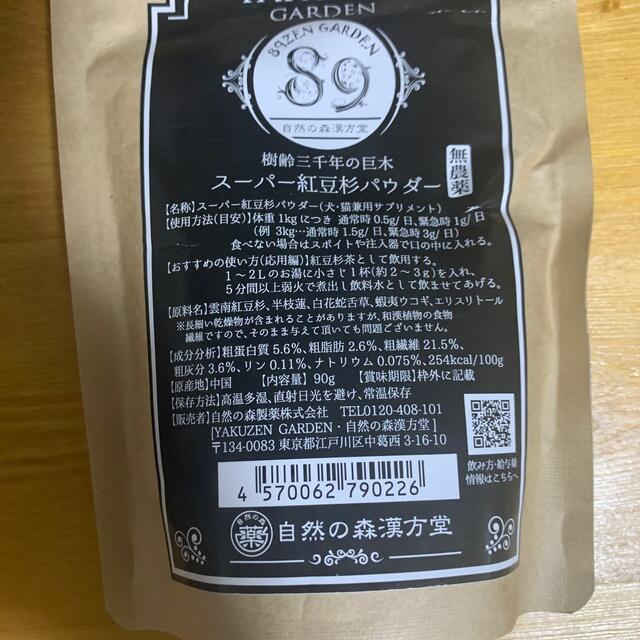 GARDEN
89ZEN GARDEN
89
自然の森漢方堂
樹齢三千年の巨木
スーパー紅豆杉パウダー
無農薬
【名称】スーパー紅豆杉パウダー(犬・猫兼用サプリメント)
【使用方法(目安)】体重1kgにつき 通常時0.5g/日、緊急時1g/日
(例 3kg…通常時1.5g/日、緊急時3g/日)
食べない場合はスポイトや注入器で口の中に入れる。
【おすすめの使い方(応用編)】紅豆杉茶として飲用する。
1~2Lのお湯に小さじ1杯(約2~3g)を入れ、
5分間以上弱火で煮出し飲料水として飲ませてあげる。
【原料名】雲南紅豆杉、半枝蓮、白花蛇舌草、蝦夷ウコギ、エリスリトール
※長細い乾燥物が含まれることがありますが、和漢植物の食物
繊維ですので、そのまま与えて頂いても問題ございません。
【成分分析】粗蛋白質5.6%、粗脂肪2.6%、粗繊維21.5%、
粗灰分3.6%、リン0.11%、ナトリウム0.075%、254kcal/100g
【原産地】中国 【内容量】90g 【賞味期限】枠外に記載
【保存方法】高温多湿、直射日光を避け、常温保存
【販売者】自然の森製薬株式会社 TEL0120-408-101
[YAKUZEN GARDEN・自然の森漢方堂]
〒134-0083 東京都江戸川区中葛西3-16-10
飲み方・給与量
情報はこちらへ
4 570062 790226
自然の森
薬
自然の森漢方堂